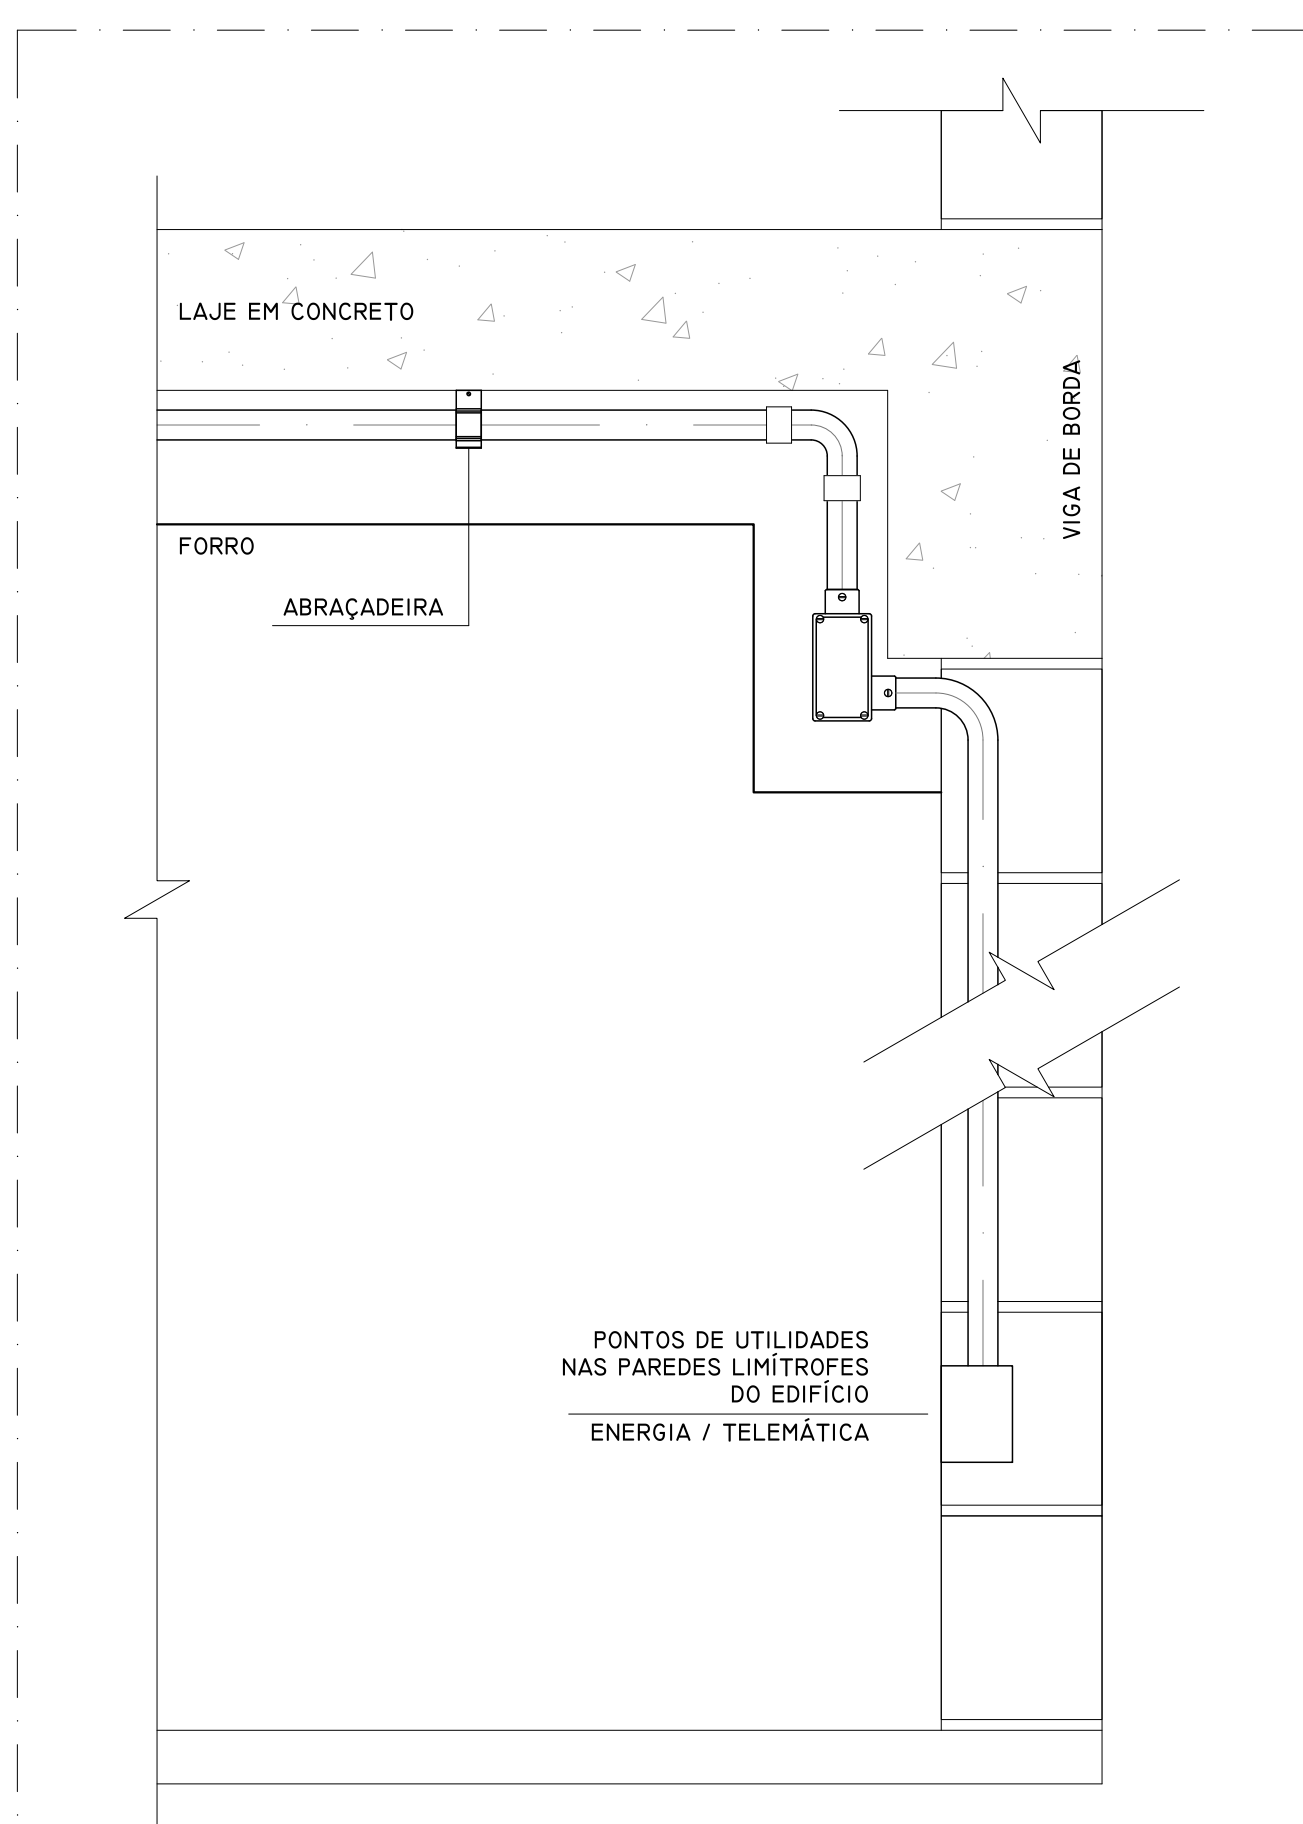 LAJE EM CONCRETO
VIGA DE BORDA
FORRO
ABRAÇADEIRA
PONTOS DE UTILIDADES
NAS PAREDES LIMÍTROFES
DO EDIFÍCIO
ENERGIA / TELEMÁTICA